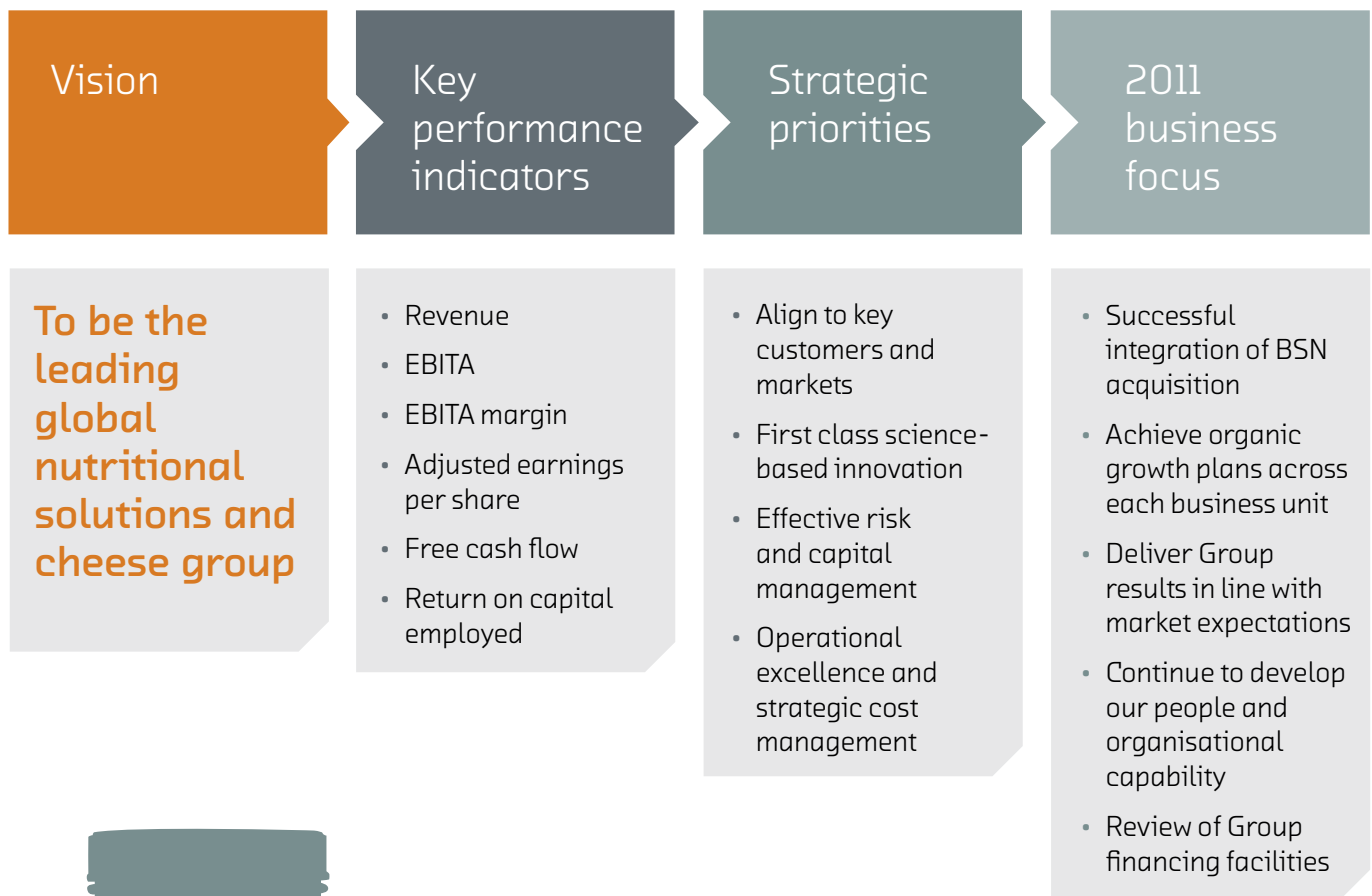 Vision
To be the
leading
global
nutritional
solutions and
cheese group
Key
performance
indicators
• Revenue
• EBITA
• EBITA margin
• Adjusted earnings
per share
• Free cash flow
• Return on capital
employed
Strategic
priorities
• Align to key
customers and
markets
• First class science-
based innovation
• Effective risk
and capital
management
• Operational
excellence and
strategic cost
management
2011
business
focus
• Successful
integration of BSN
acquisition
• Achieve organic
growth plans across
each business unit
• Deliver Group
results in line with
market expectations
• Continue to develop
our people and
organisational
capability
• Review of Group
financing facilities